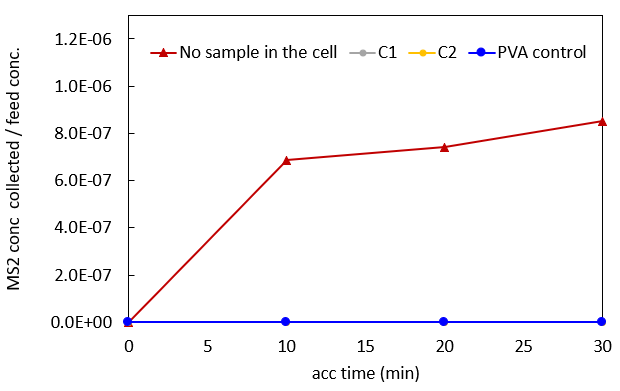 1.2E-06
1.0E-06
8.0E-07
6.0E-07
4.0E-07
2.0E-07
0.0E+00
MS2 conc collected / feed conc.
No sample in the cell C1 C2 PVA control
0 5 10 15 20 25 30
acc time (min)